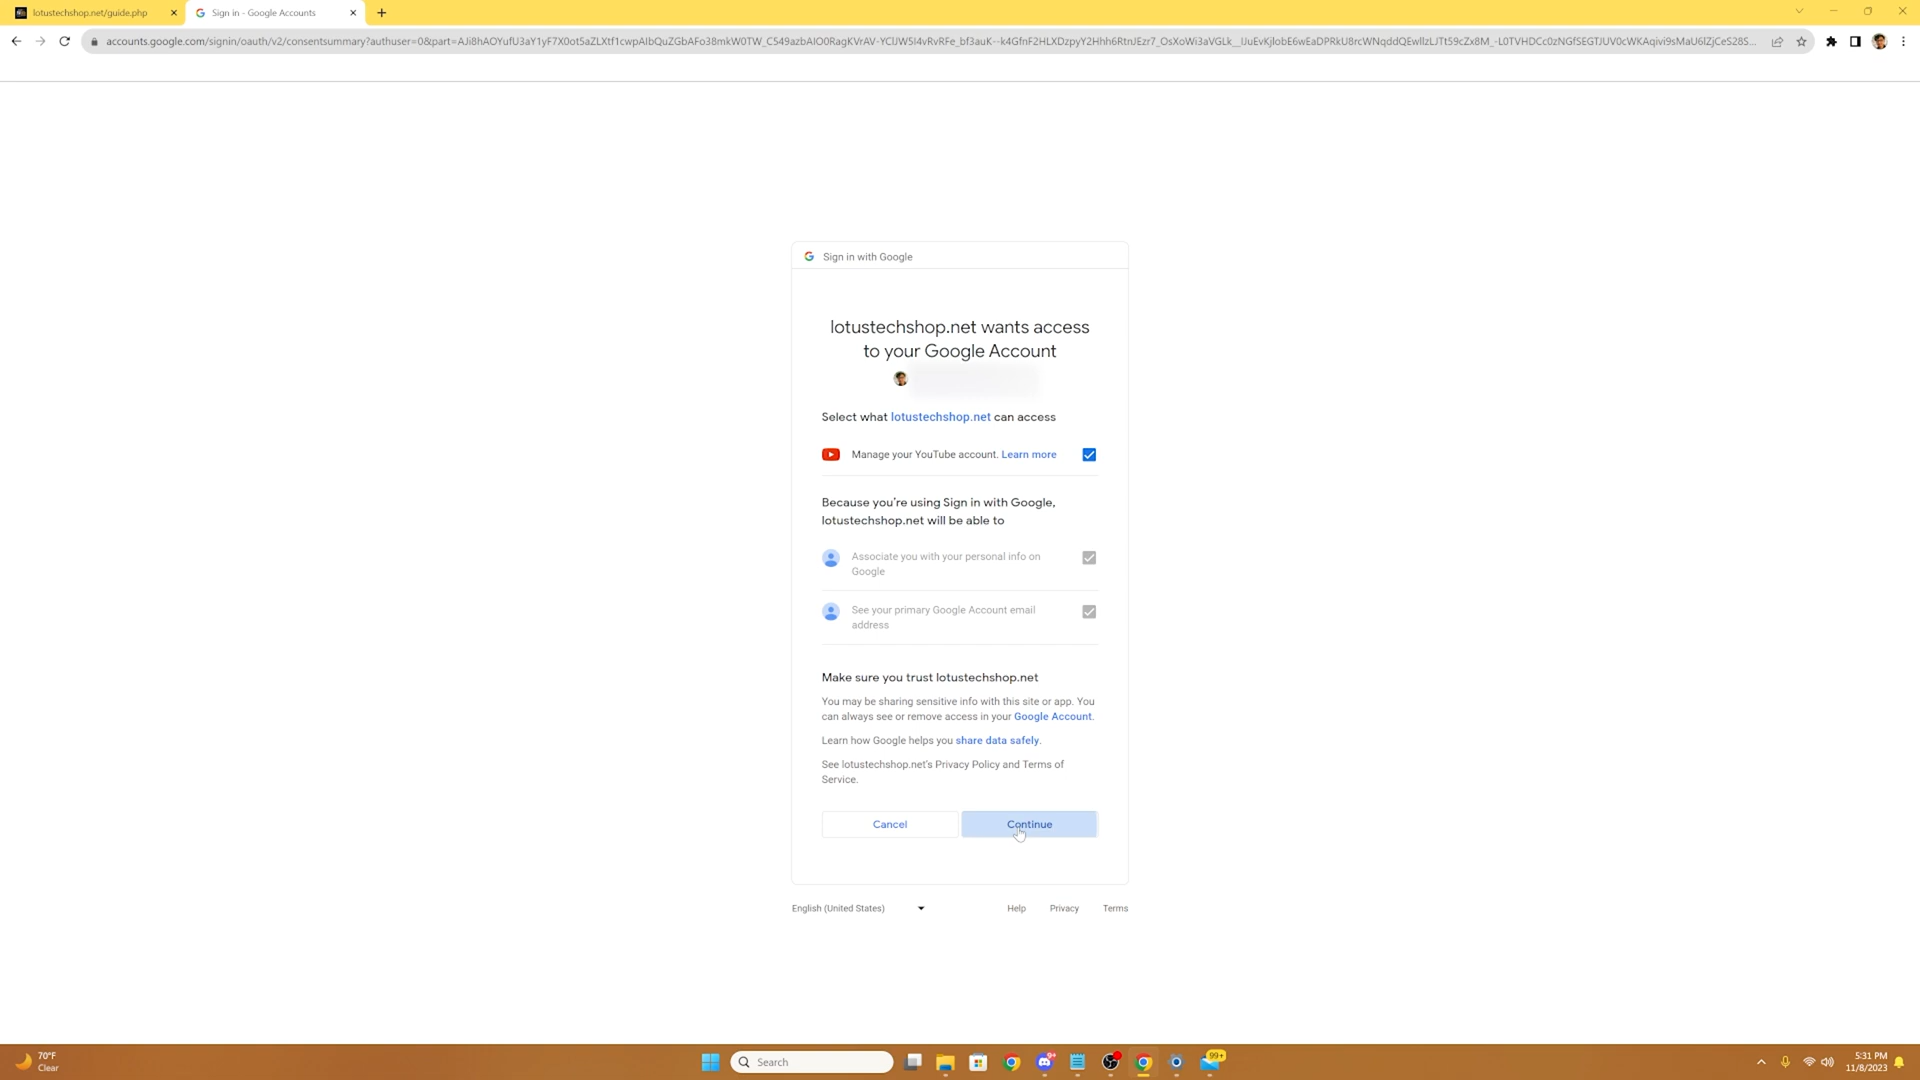 lotustechshop.net/guide.php
Sign in - Google Accounts
Sign in with Google
lotustechshop.net wants access
to your Google Account
Select what lotustechshop.net can access
Manage your YouTube account. Learn more
Because you're using Sign in with Google,
lotustechshop.net will be able to
Associate you with your personal info on
Google
See your primary Google Account email
address
Make sure you trust lotustechshop.net
You may be sharing sensitive info with this site or app. You
can always see or remove access in your Google Account.
Learn how Google helps you share data safely.
See lotustechshop.net's Privacy Policy and Terms of
Service.
Cancel Continue
English (United States) Help Privacy Terms
70°F
Clear
Search
99+
5:31 PM
11/8/2023